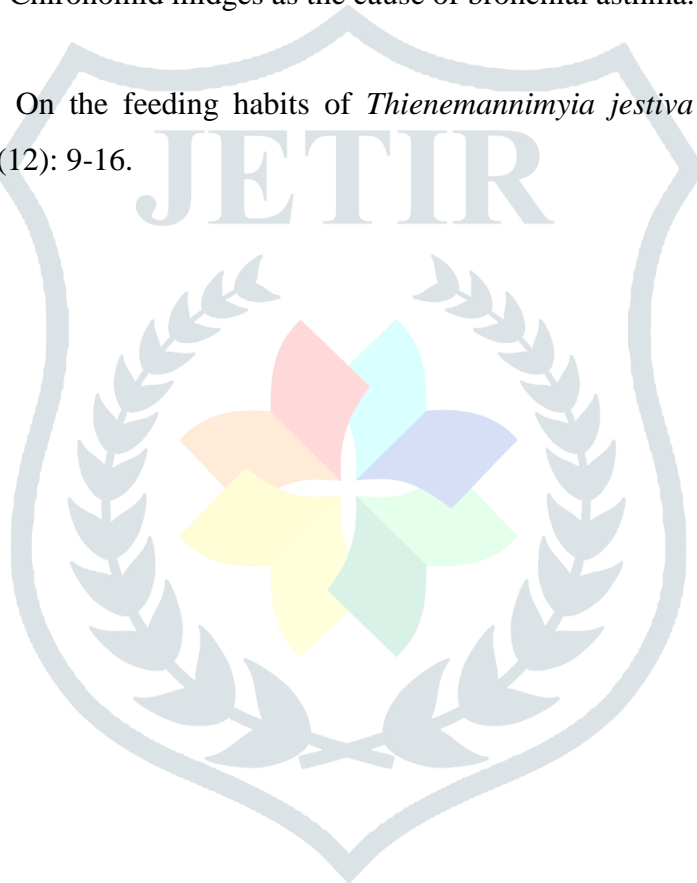 Chironomid midges as the cause of bronchial asthma.
On the feeding habits of Thienemannimyia jestiva
(12): 9-16.
JETIR